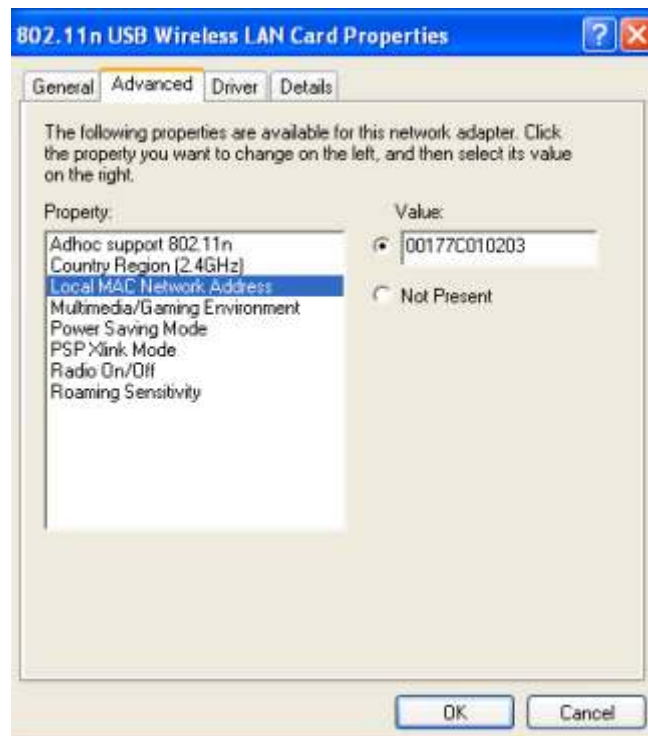 802.11n USB Wireless LAN Card Properties
General Advanced Driver Details
The following properties are available for this network adapter. Click
the property you want to change on the left, and then select its value
on the right.
Property: Value:
Adhoc support 802.11n
Country Region (2.4GHz)
Local MAC Network Address
Multimedia/Gaming Environment
Power Saving Mode
PSP Xlink Mode
Radio On/Off
Roaming Sensitivity
00177C010203
Not Present
OK Cancel